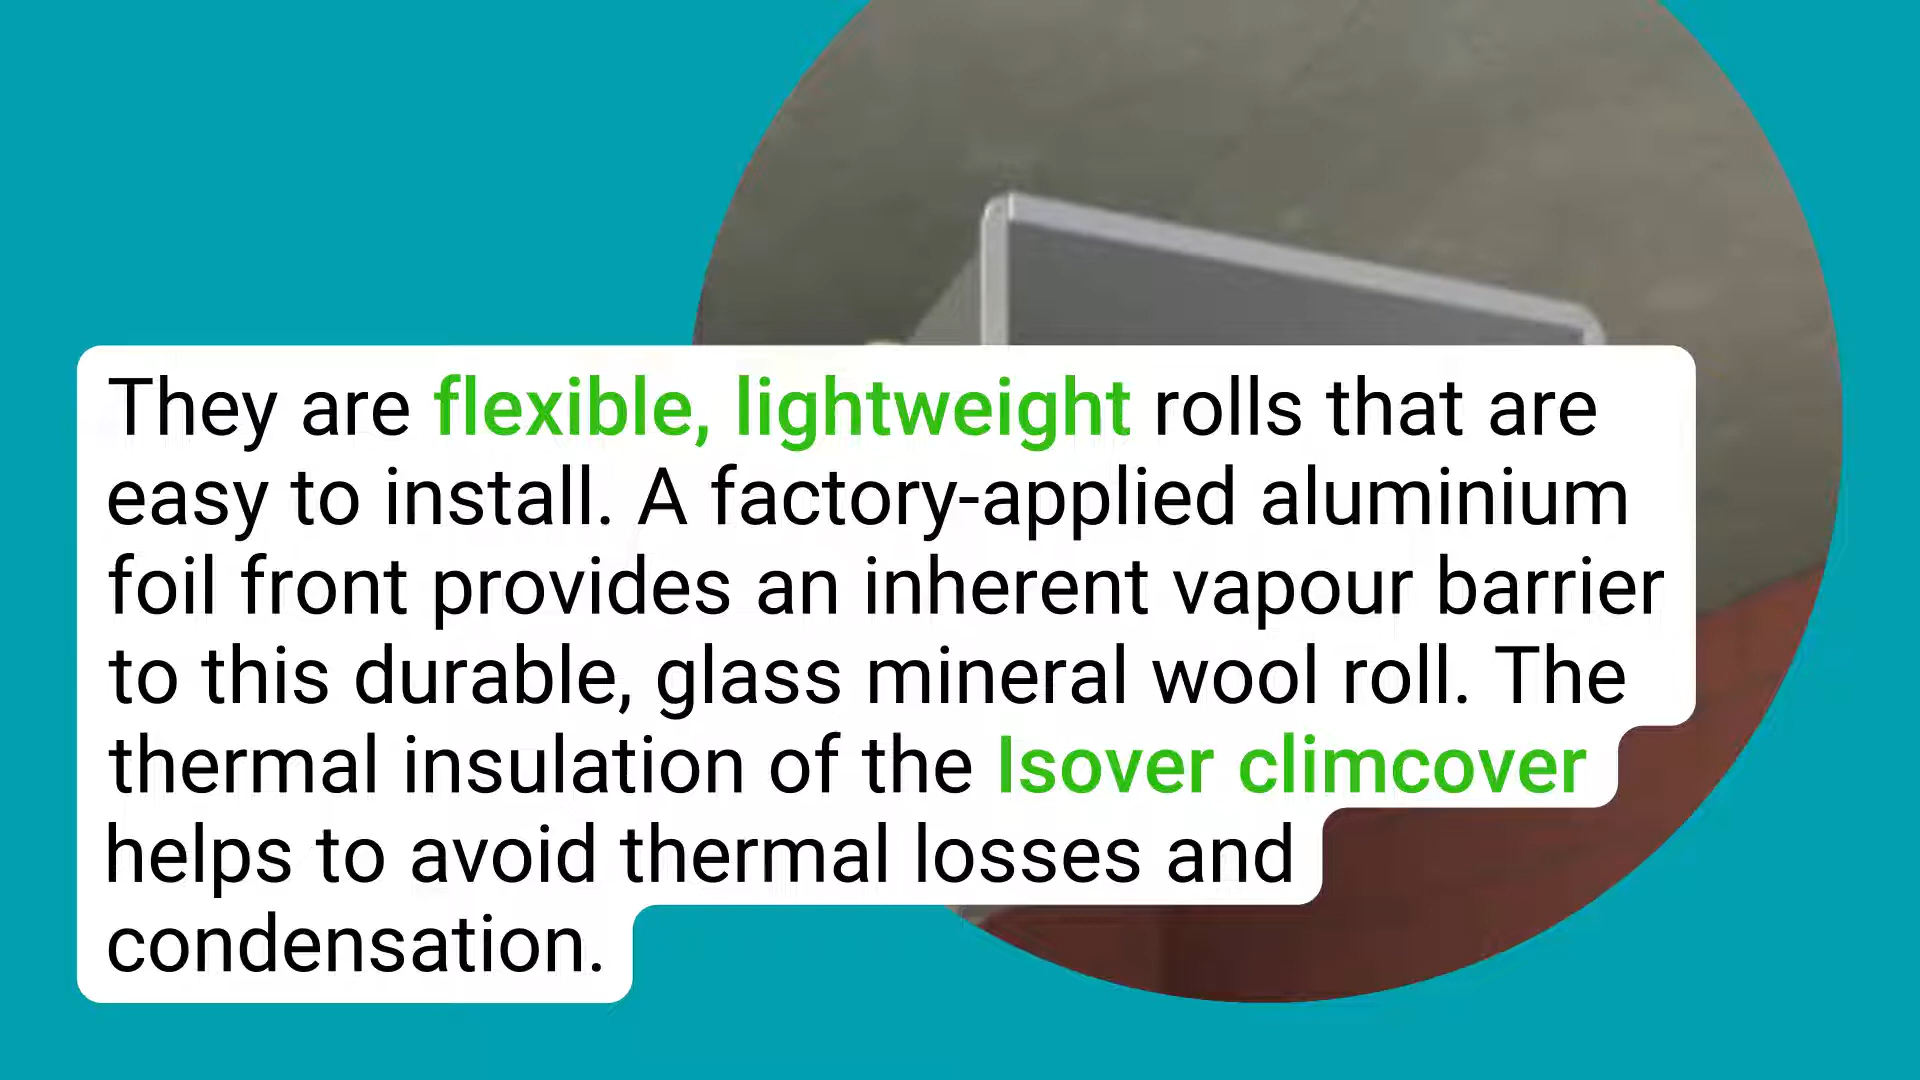 They are flexible, lightweight rolls that are
easy to install. A factory-applied aluminium
foil front provides an inherent vapour barrier
to this durable, glass mineral wool roll. The
thermal insulation of the Isover climcover
helps to avoid thermal losses and
condensation.